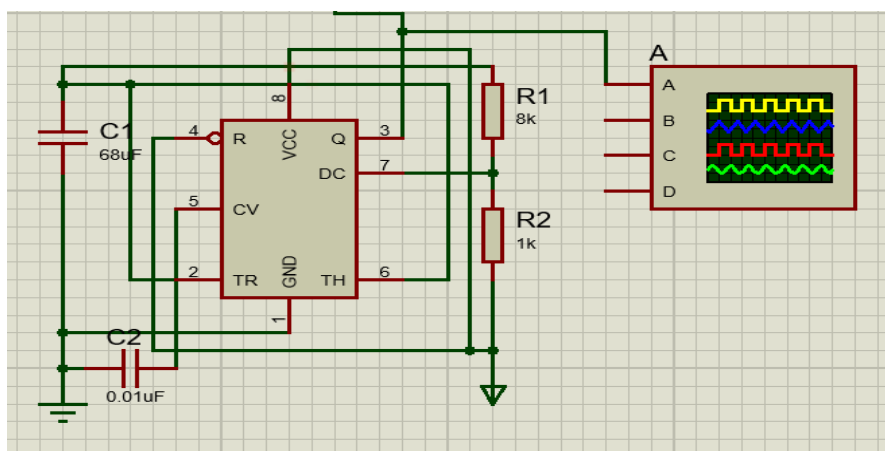 A
A
B
C
D
C1
68uF
R1
8k
R2
1k
C2
0.01uF
4
R
8
VCC
Q
3
DC
7
5
CV
2
TR
GND
1
TH
6